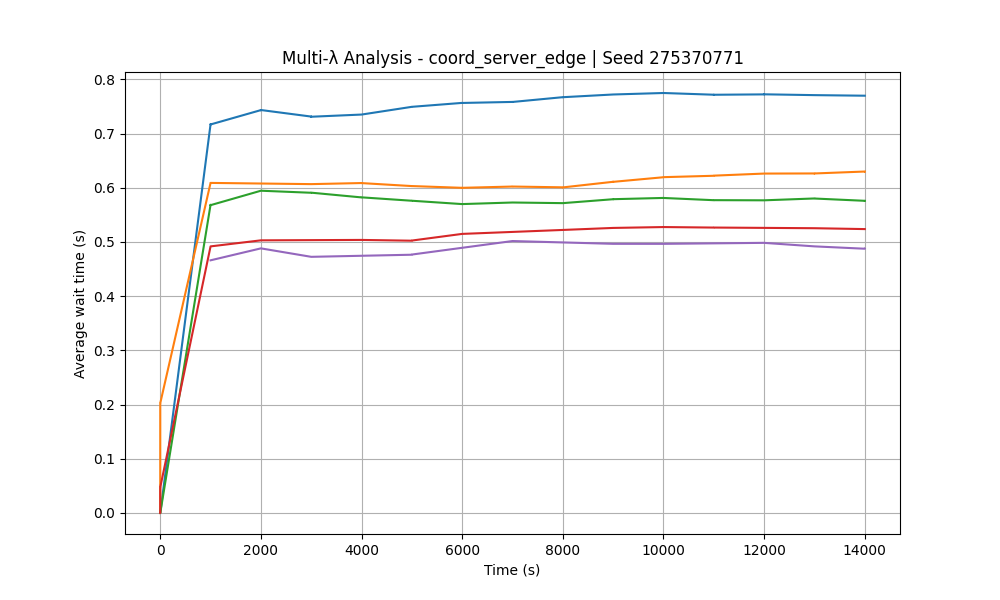 Multi-λ Analysis - coord_server_edge | Seed 275370771
0.8
0.7
0.6
0.5
0.4
0.3
0.2
0.1
0.0
Average wait time (s)
0 2000 4000 6000 8000 10000 12000 14000
Time (s)